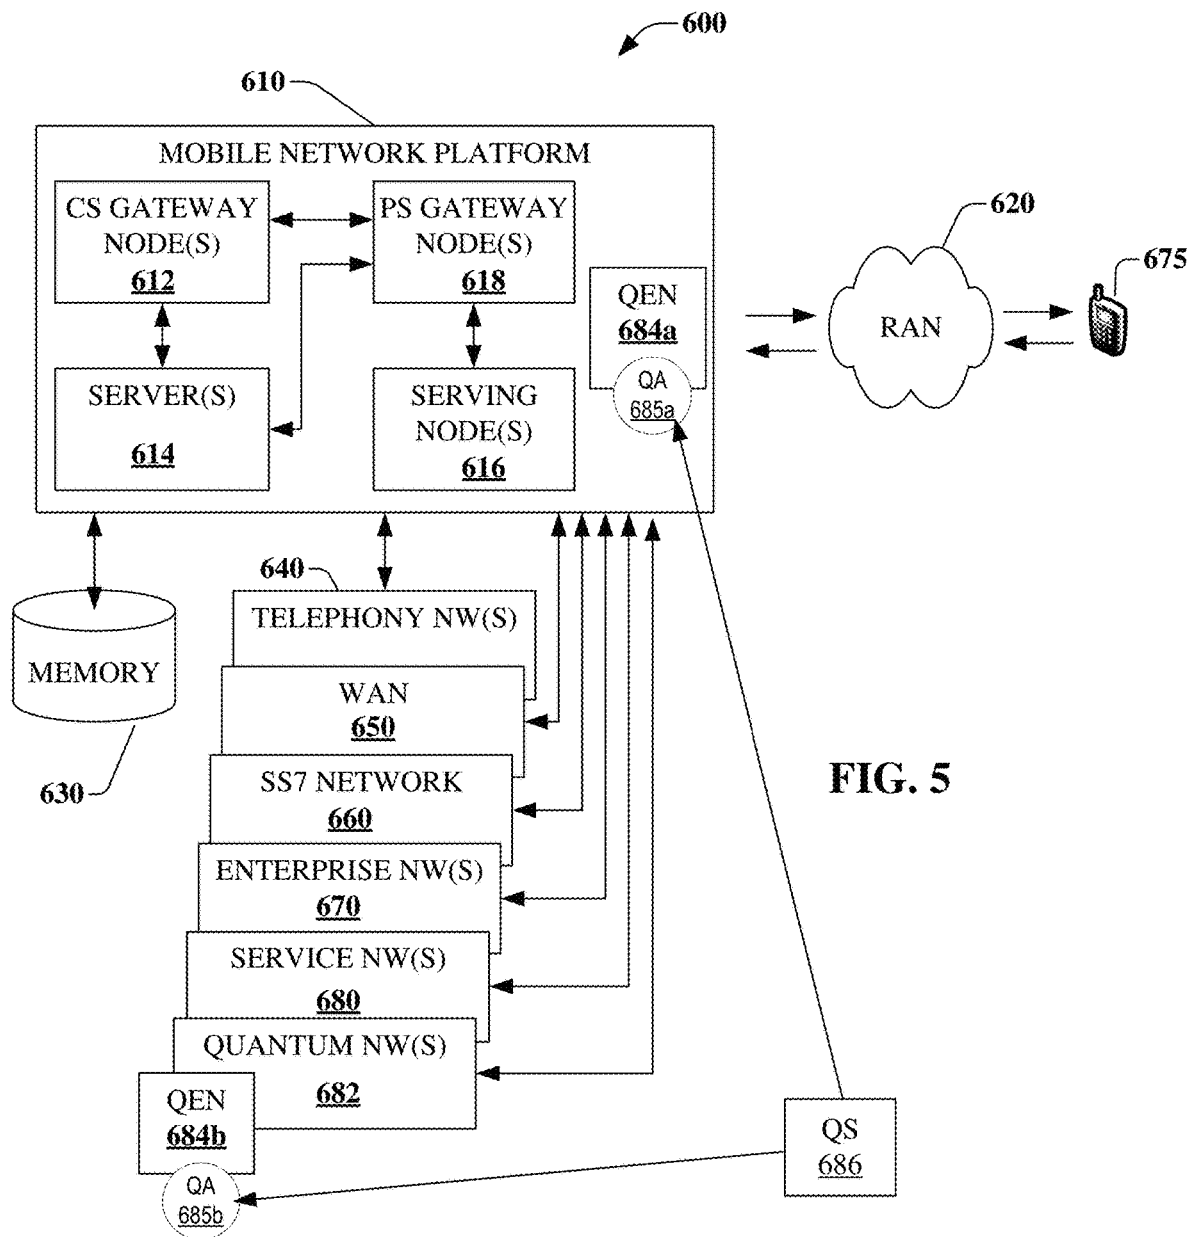 600
610
MOBILE NETWORK PLATFORM
CS GATEWAY
NODE(S)
612
PS GATEWAY
NODE(S)
618
QEN
684a
QA
685a
SERVER(S)
614
SERVING
NODE(S)
616
620
RAN
675
MEMORY
630
640
TELEPHONY NW(S)
WAN
650
SS7 NETWORK
660
ENTERPRISE NW(S)
670
SERVICE NW(S)
680
QUANTUM NW(S)
682
QEN
684b
QA
685b
QS
686
FIG. 5